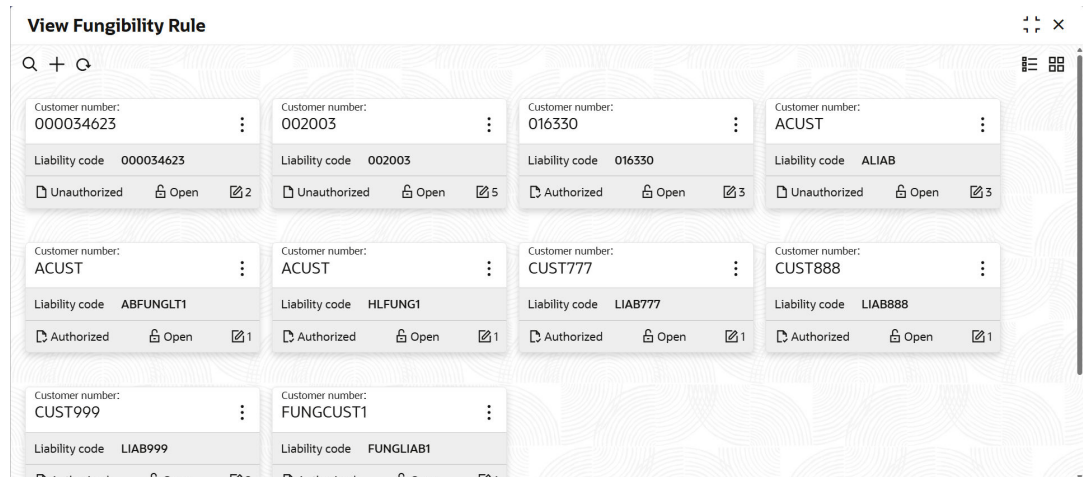 View Fungibility Rule
Customer number: Customer number: Customer number: Customer number:
000034623 002003 016330 ACUST
Liability code 000034623 Liability code 002003 Liability code 016330 Liability code ALIAB
Unauthorized Open 2 Unauthorized Open 5 Authorized Open 3 Unauthorized Open 3
Customer number: Customer number: Customer number: Customer number:
ACUST ACUST CUST777 CUST888
Liability code ABFUNGLT1 Liability code HLFUNG1 Liability code LIAB777 Liability code LIAB888
Authorized Open 1 Authorized Open 1 Authorized Open 1 Authorized Open 1
Customer number: Customer number:
CUST999 FUNGCUST1
Liability code LIAB999 Liability code FUNGLIAB1